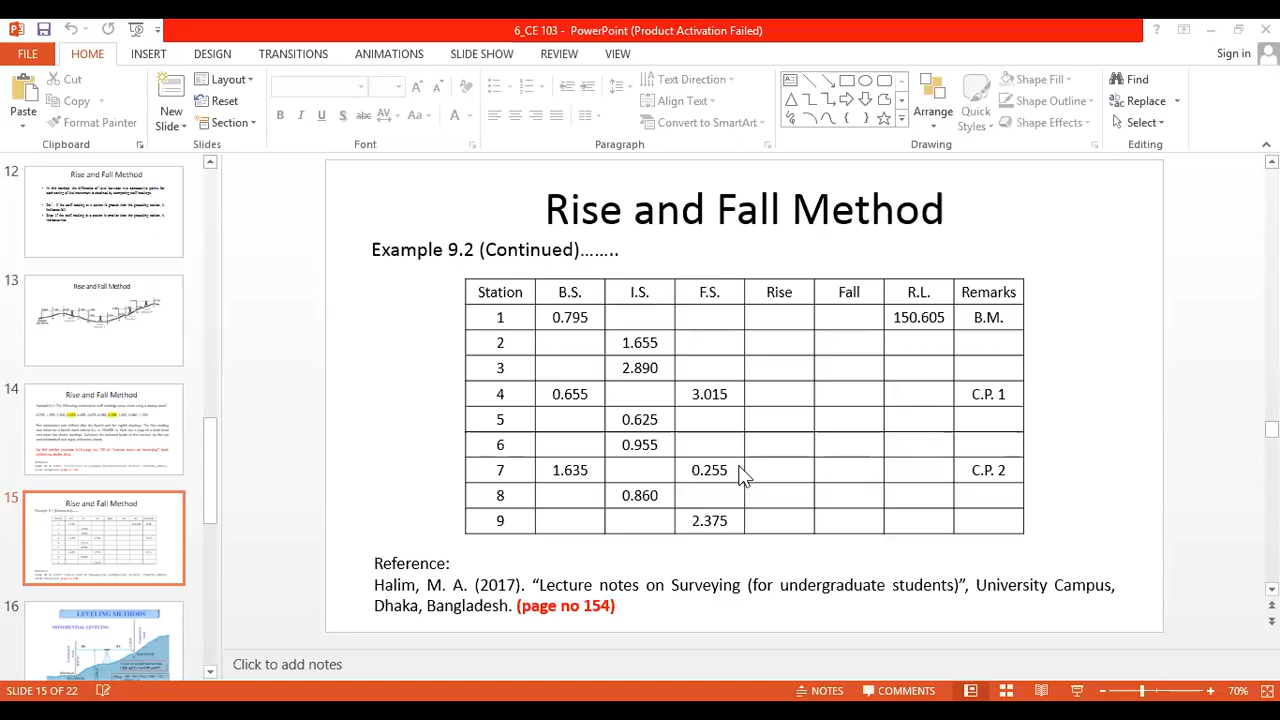 6_CE 103 - PowerPoint (Product Activation Failed)
FILE HOME INSERT DESIGN TRANSITIONS ANIMATIONS SLIDE SHOW REVIEW VIEW Sign in
Paste
Cut
Copy
Format Painter
Clipboard
New
Slide
Layout
Reset
Section
Slides
Font
Text Direction
Align Text
Convert to SmartArt
Paragraph
Arrange
Quick
Styles
Shape Fill
Shape Outline
Shape Effects
Drawing
Find
Replace
Select
Editing
12
Rise and Fall Method
13
Rise and Fall Method
14
Rise and Fall Method
15
Rise and Fall Method
16
LEVELING METHODS
DIFFERENTIAL LEVELING
Rise and Fall Method
Example 9.2 (Continued)……..
Station B.S. I.S. F.S. Rise Fall R.L. Remarks
1 0.795 150.605 B.M.
2 1.655
3 2.890
4 0.655 3.015 C.P. 1
5 0.625
6 0.955
7 1.635 0.255 C.P. 2
8 0.860
9 2.375
Reference:
Halim, M. A. (2017). “Lecture notes on Surveying (for undergraduate students)”, University Campus,
Dhaka, Bangladesh. (page no 154)
Click to add notes
SLIDE 15 OF 22 NOTES COMMENTS 70%